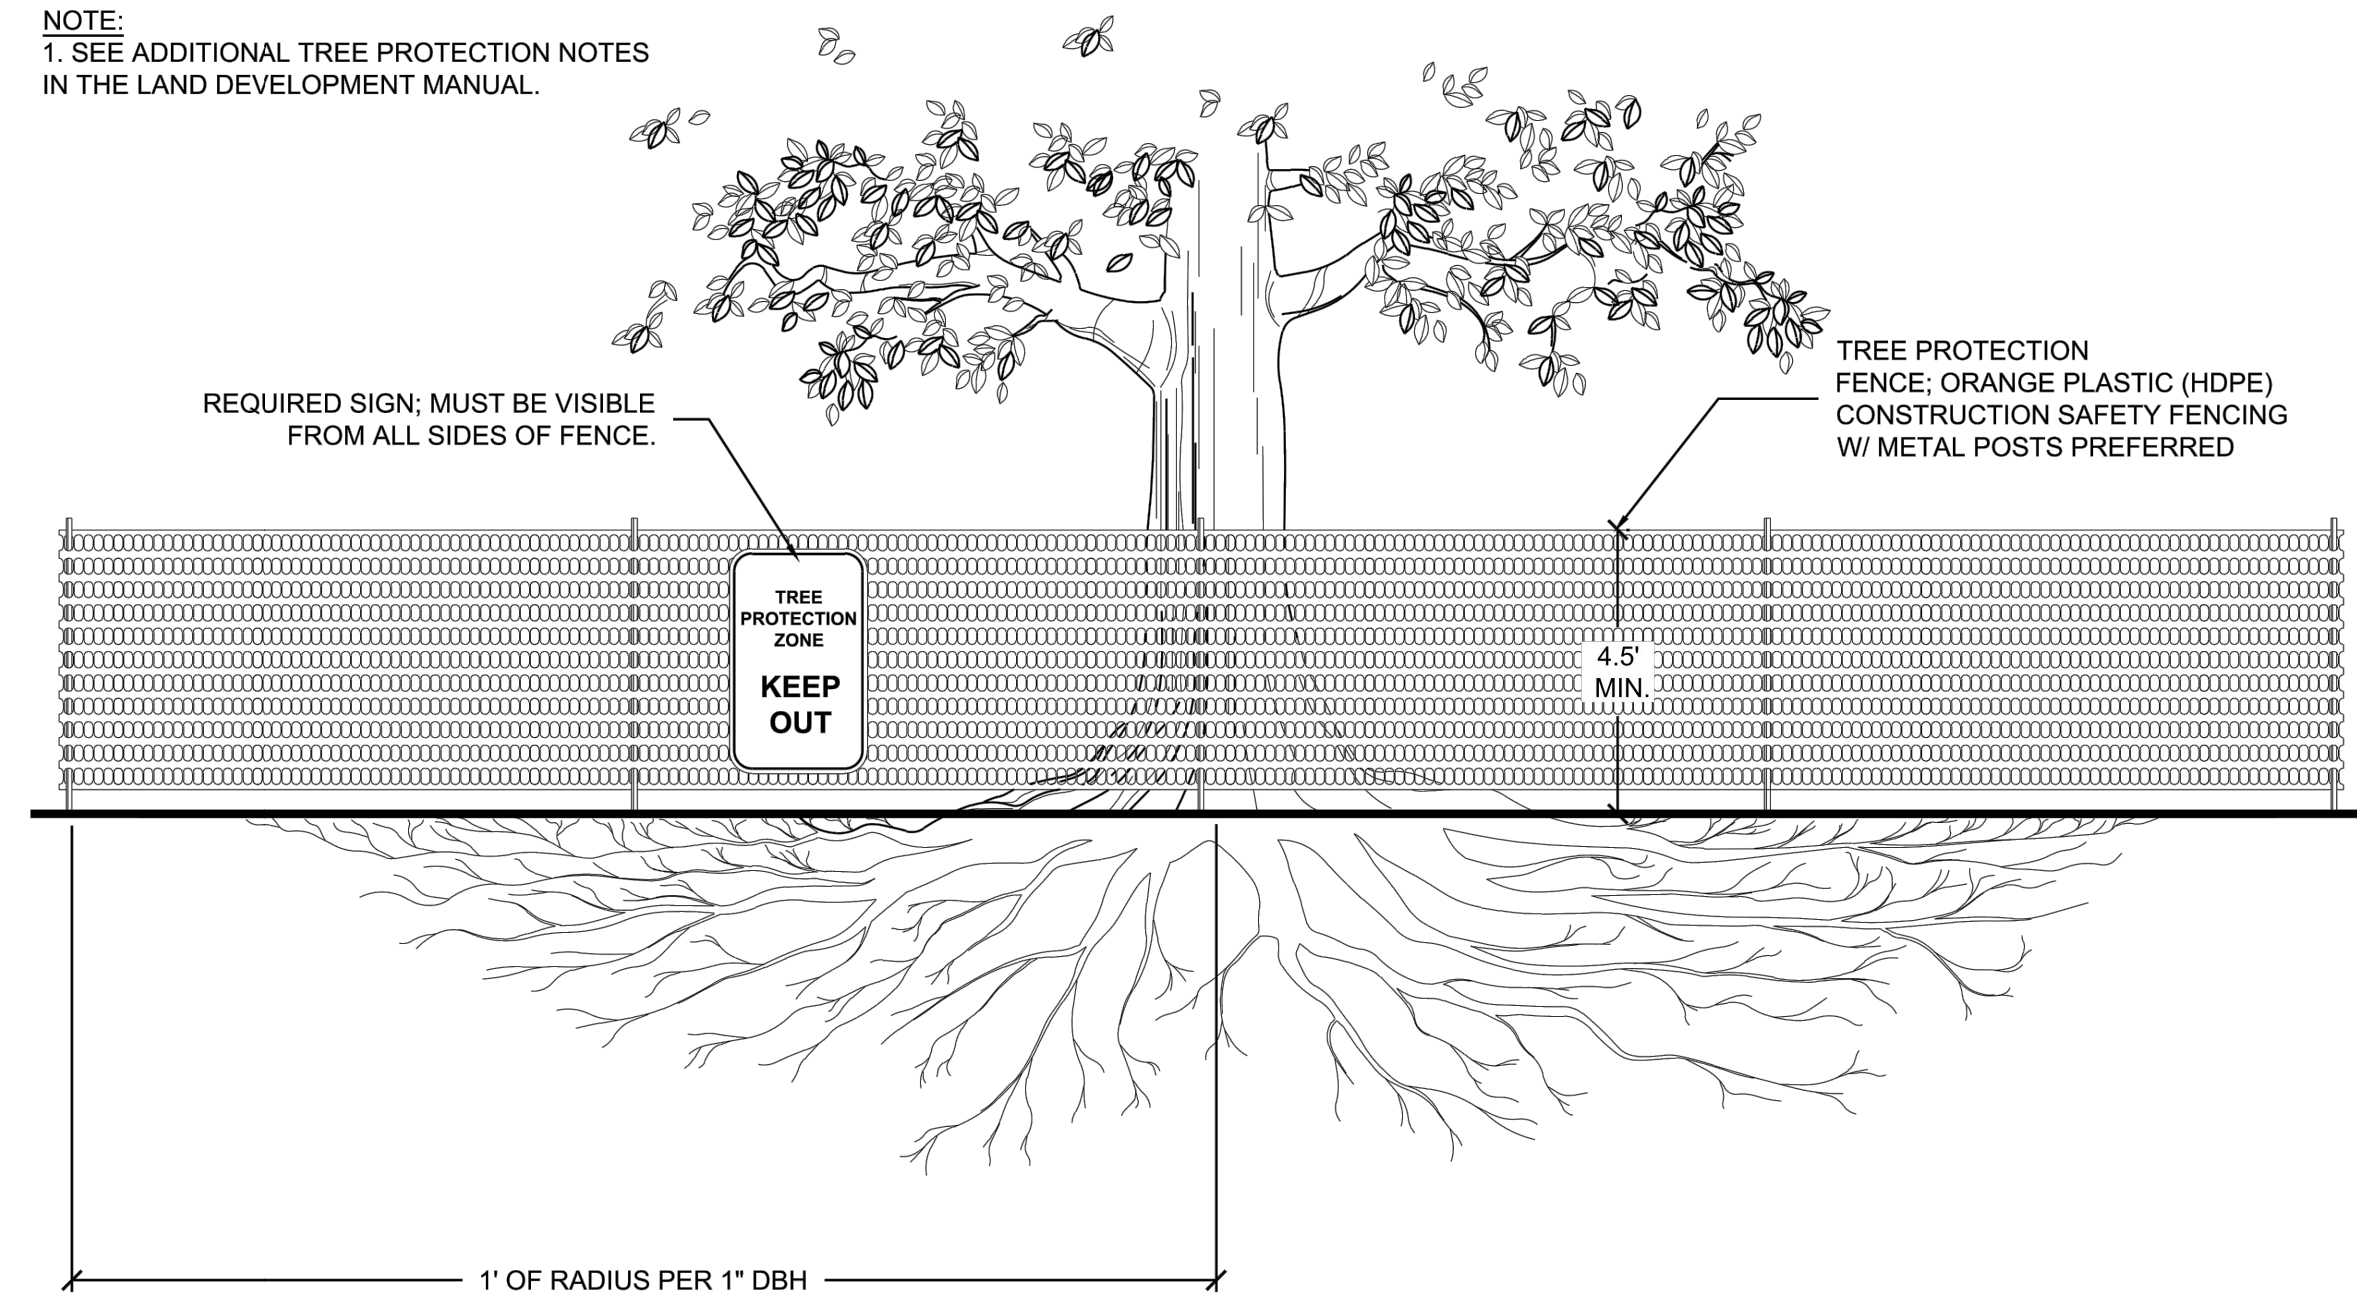 NOTE:
1. SEE ADDITIONAL TREE PROTECTION NOTES
IN THE LAND DEVELOPMENT MANUAL.
REQUIRED SIGN; MUST BE VISIBLE
FROM ALL SIDES OF FENCE.
TREE PROTECTION
FENCE; ORANGE PLASTIC (HDPE)
CONSTRUCTION SAFETY FENCING
W/ METAL POSTS PREFERRED
TREE
PROTECTION
ZONE
KEEP
OUT
4.5'
MIN.
1' OF RADIUS PER 1" DBH